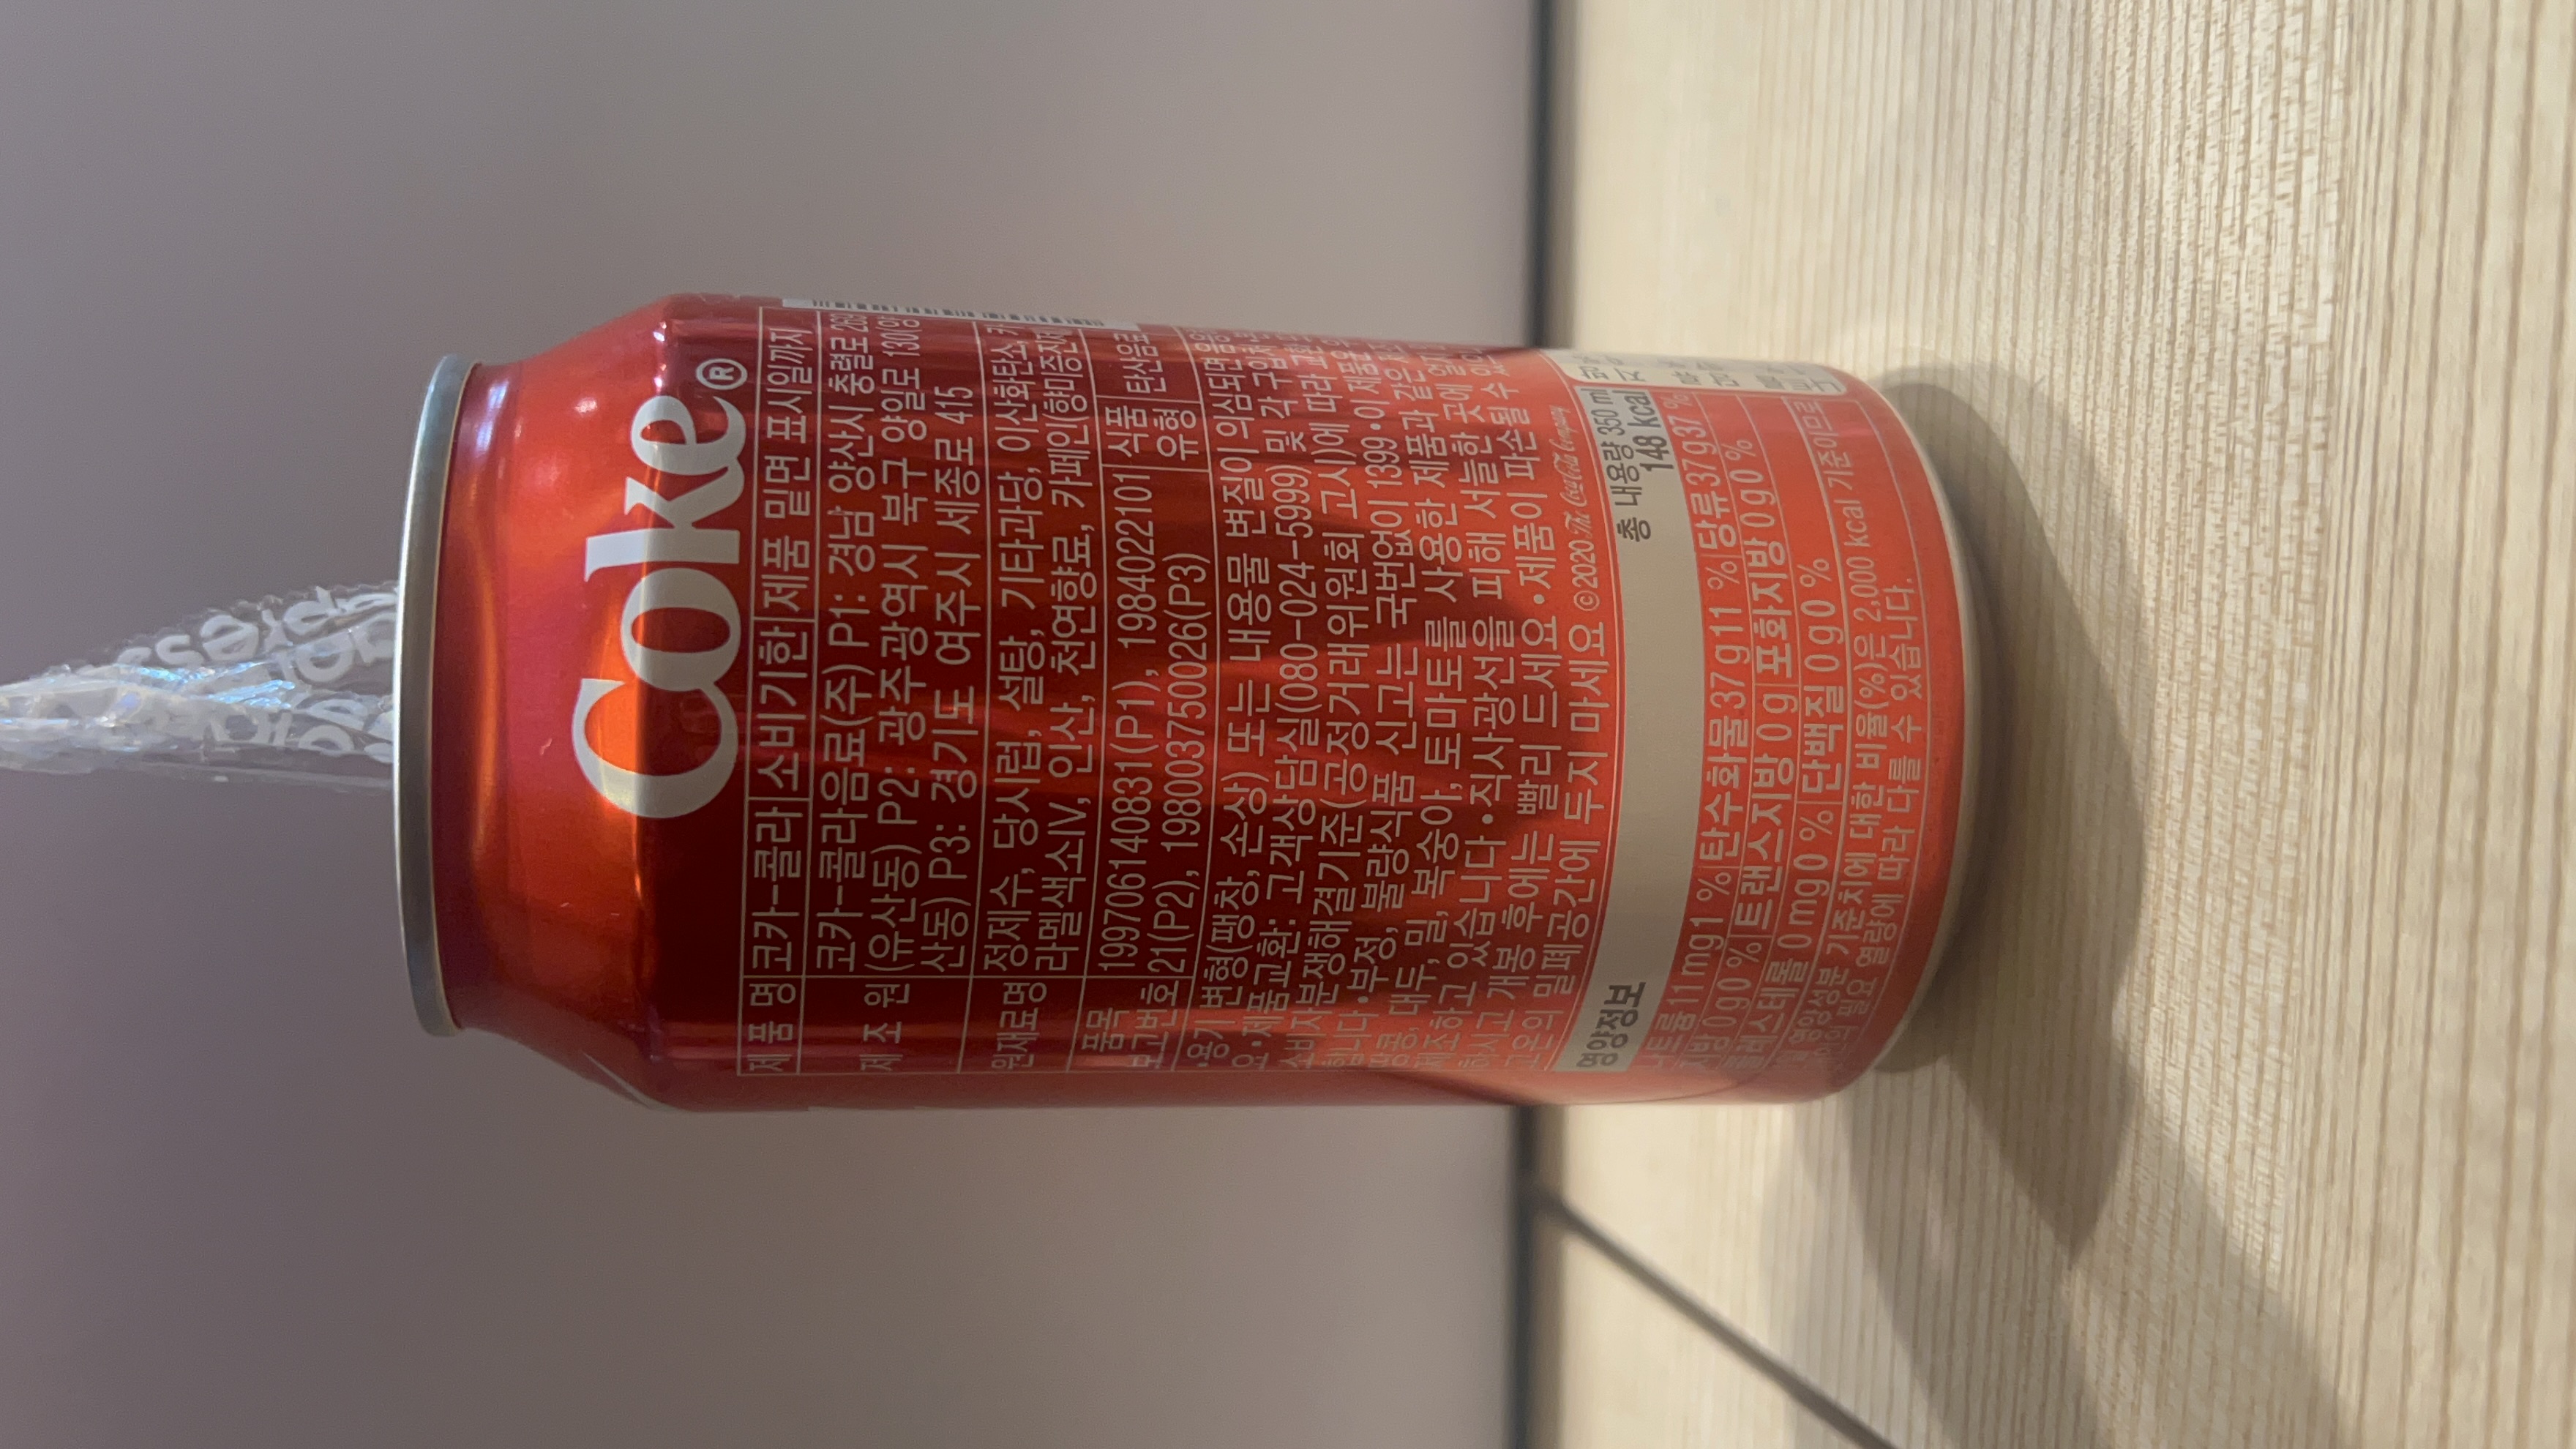 Coke®
제 품 명 코카-콜라 소비기한 제품 밑면 표시일까지
제 조 원 코카-콜라음료(주) P1: 경남 양산시 충렬로 269
(유산동) P2: 광주광역시 북구 양일로 130(양
산동) P3: 경기도 여주시 세종로 415
원재료명 정제수, 당시럽, 설탕, 기타과당, 이산화탄소, 카
라멜색소IV, 인산, 천연향료, 카페인(향미증진제
품목 보고번호 199706140831(P1), 1984022101
21(P2), 198003750026(P3)
식품 유형 탄산음료
•용기 변형(팽창, 손상) 또는 내용물 변질이 의심되면
요•제품교환: 고객상담실(080-024-5999) 및 각 구입처
소비자분쟁해결기준(공정거래위원회 고시)에 따라
합니다•부정, 불량식품 신고는 국번없이 1399•이 제품은
땅콩, 대두, 밀, 복숭아, 토마토를 사용한 제품과 같은
제조하고 있습니다•직사광선을 피해 서늘한 곳에
하시고 개봉 후에는 빨리 드세요•제품이 파손될 수
고온의 밀폐공간에 두지 마세요 ©2020 The Coca-Cola Company
영양정보 총 내용량 350 ml
148 kcal
나트륨 11 mg 1 % 탄수화물 37 g 11 % 당류 37 g 37 %
지방 0 g 0 % 트랜스지방 0 g 포화지방 0 g 0 %
콜레스테롤 0 mg 0 % 단백질 0 g 0 %
영양성분 기준치에 대한 비율(%)은 2,000 kcal 기준이므로
필요 열량에 따라 다를 수 있습니다.